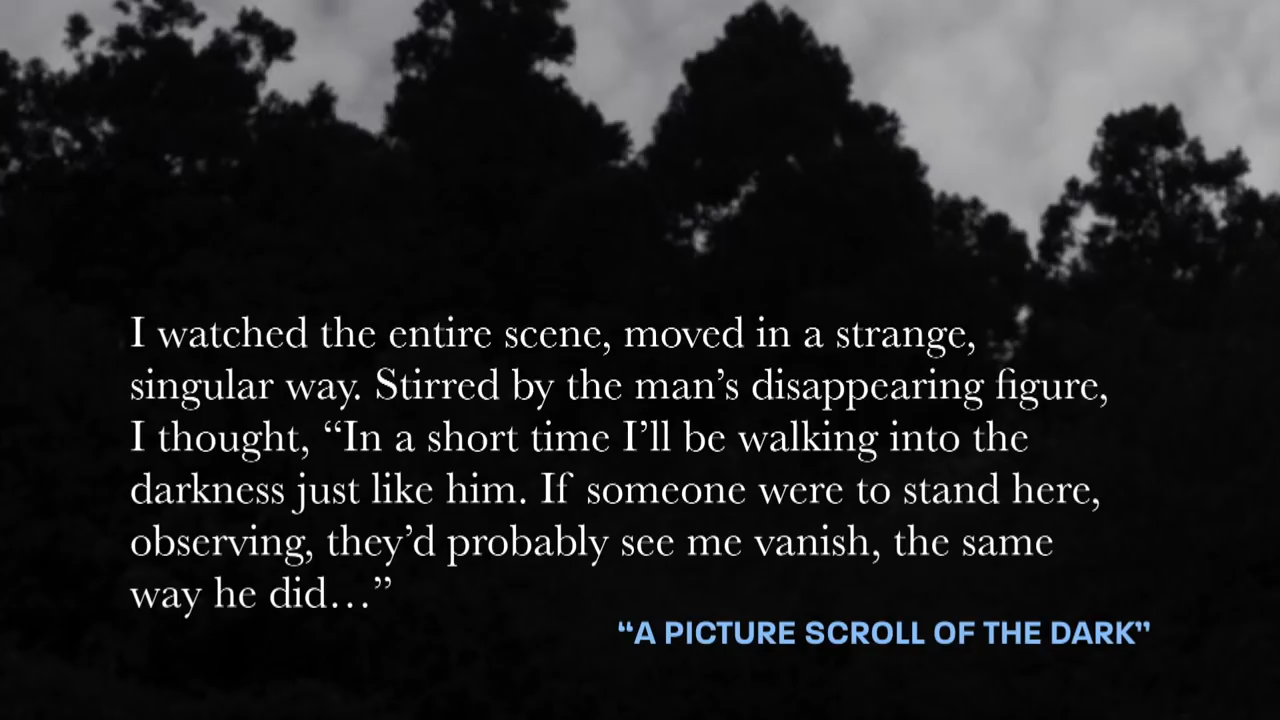 I watched the entire scene, moved in a strange,
singular way. Stirred by the man’s disappearing figure,
I thought, “In a short time I’ll be walking into the
darkness just like him. If someone were to stand here,
observing, they’d probably see me vanish, the same
way he did…”
“A PICTURE SCROLL OF THE DARK”